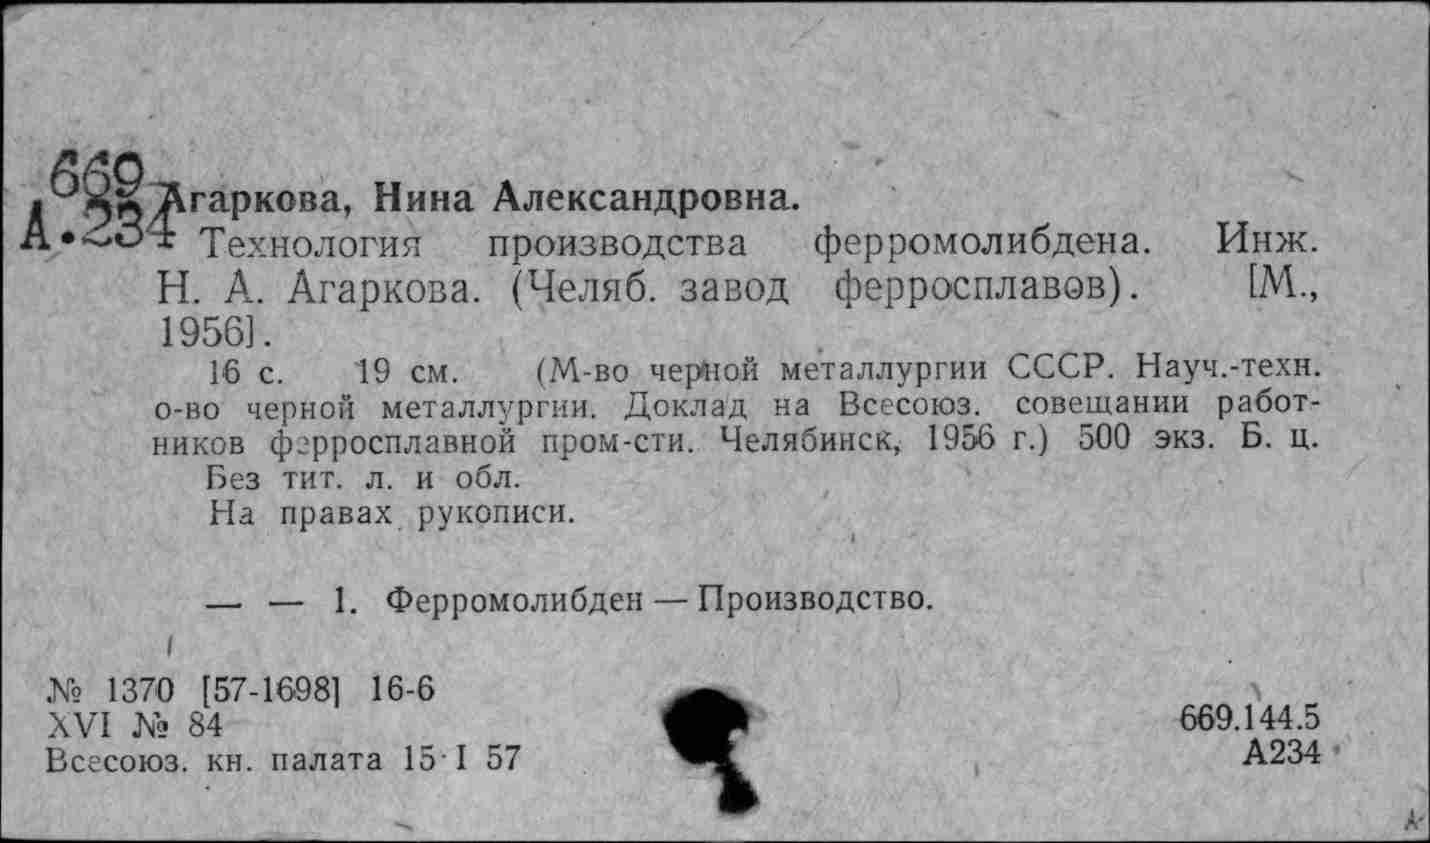 669
А.234
Агаркова, Нина Александровна.
Технология производства ферромолибдена. Инж.
Н. А. Агаркова. (Челяб. завод ферросплавов). [М.,
1956].
16 с. 19 см. (М-во черной металлургии СССР. Науч.-техн.
о-во черной металлургии. Доклад на Всесоюз. совещании работ-
ников ферросплавной пром-сти. Челябинск, 1956 г.) 500 экз. Б. ц.
Без тит. л. и обл.
На правах рукописи.
— — 1. Ферромолибден — Производство.
№ 1370 [57-1698] 16-6
XVI № 84
Всесоюз. кн. палата 15 I 57
669.144.5
А234